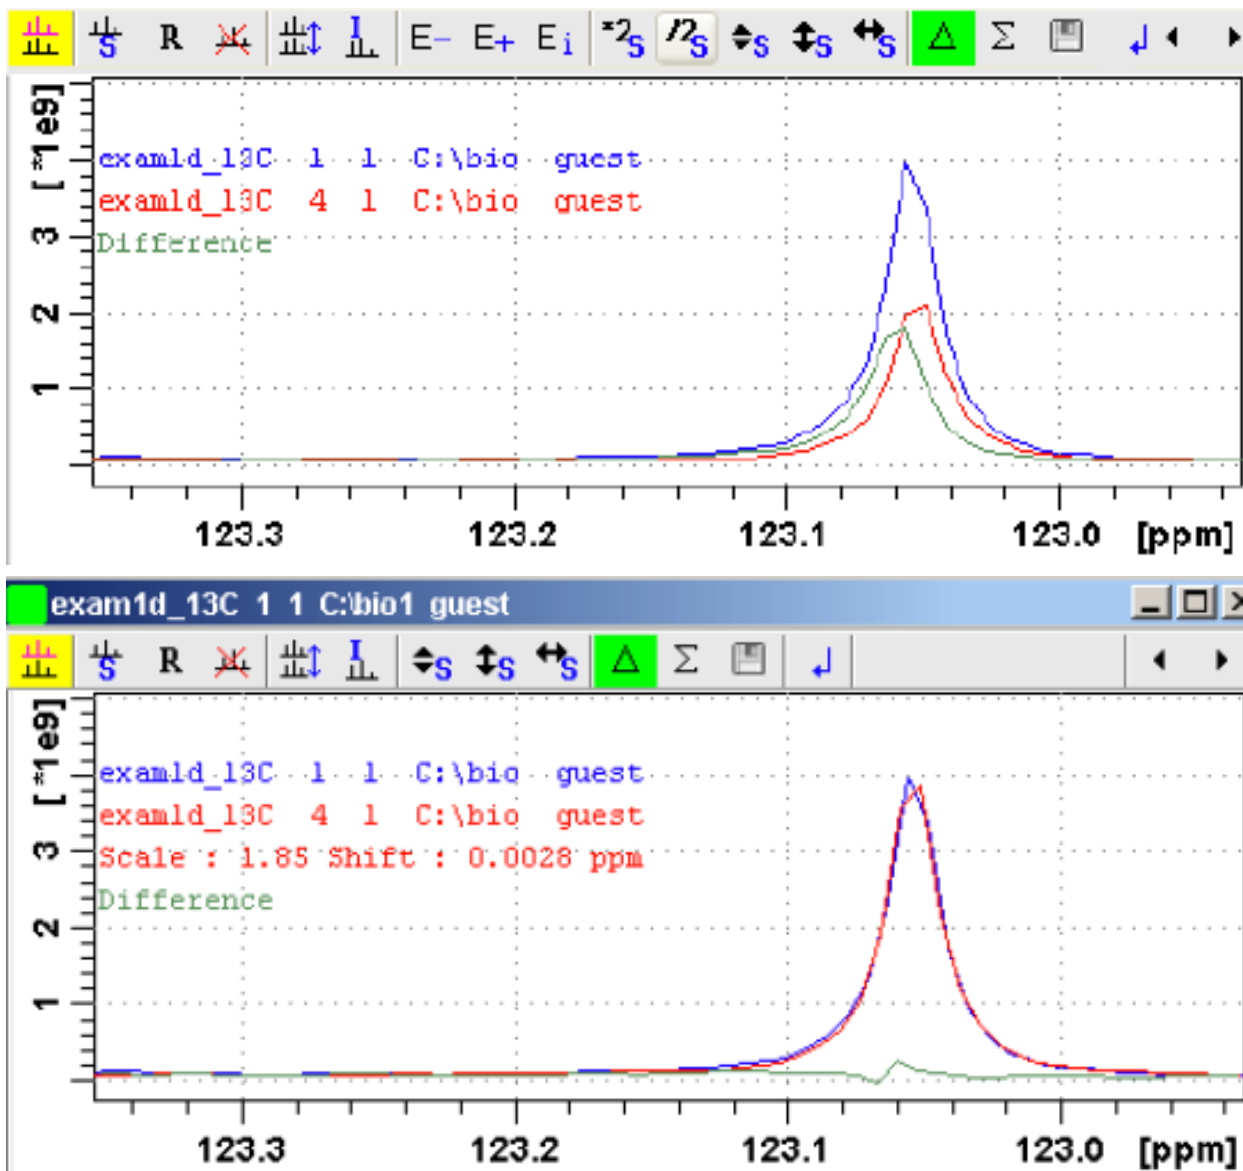 S R I E- E+ Ei *2S /2S S S S Δ Σ
[*1e9]
exam1d_13C 1 1 C:\bio guest
exam1d_13C 4 1 C:\bio guest
Difference
3
2
1
123.3 123.2 123.1 123.0 [ppm]
exam1d_13C 1 1 C:\bio1 guest
S R I S S S Δ Σ
[*1e9]
exam1d_13C 1 1 C:\bio guest
exam1d_13C 4 1 C:\bio guest
Scale : 1.85 Shift : 0.0028 ppm
Difference
3
2
1
123.3 123.2 123.1 123.0 [ppm]